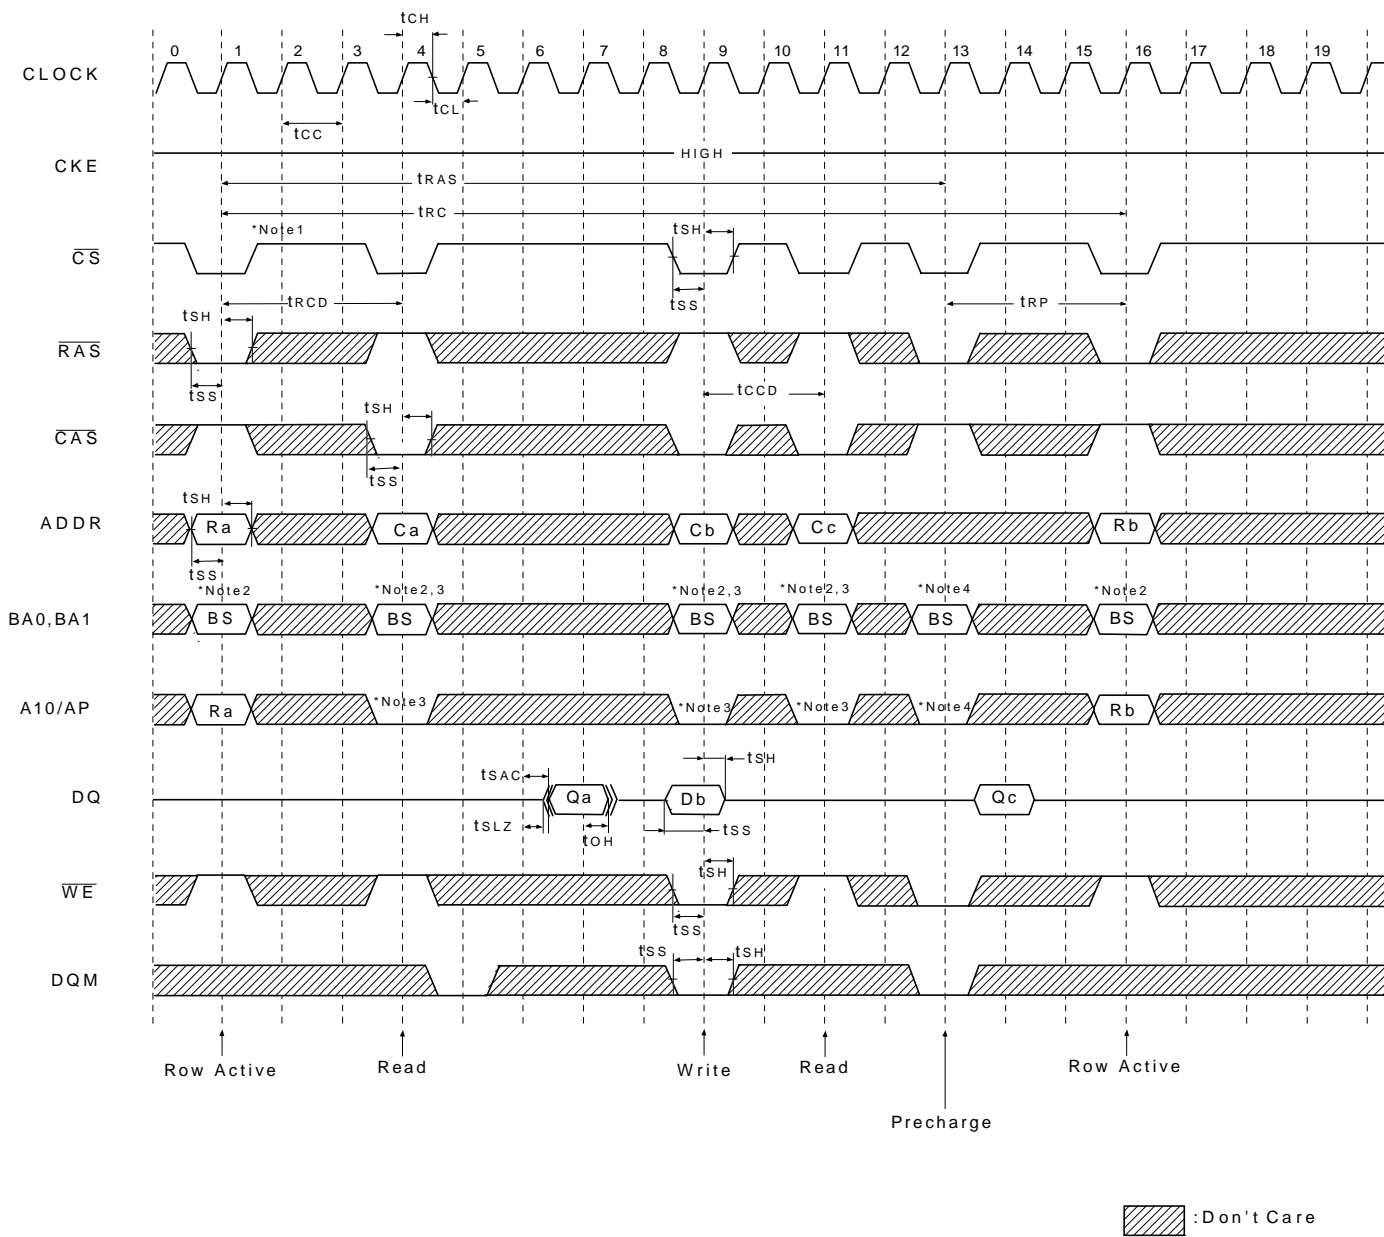 tCH
0 1 2 3 4 5 6 7 8 9 10 11 12 13 14 15 16 17 18 19
CLOCK
tCL
tCC
HIGH
CKE
tRAS
tRC
*Note1 tSH
CS
tRCD tSS tRP
tSH
RAS
tSS tCCD
tSH
CAS
tSS
tSH
ADDR Ra Ca Cb Cc Rb
tSS
*Note2 *Note2,3 *Note2,3 *Note2,3 *Note4 *Note2
BA0,BA1 BS BS BS BS BS BS
A10/AP Ra *Note3 *Note3 *Note3 *Note4 Rb
tSH
tSAC
DQ Qa Db Qc
tSLZ tOH tSS
tSH
WE
tSS
tSS tSH
DQM
Row Active Read Write Read Row Active
Precharge
:Don't Care